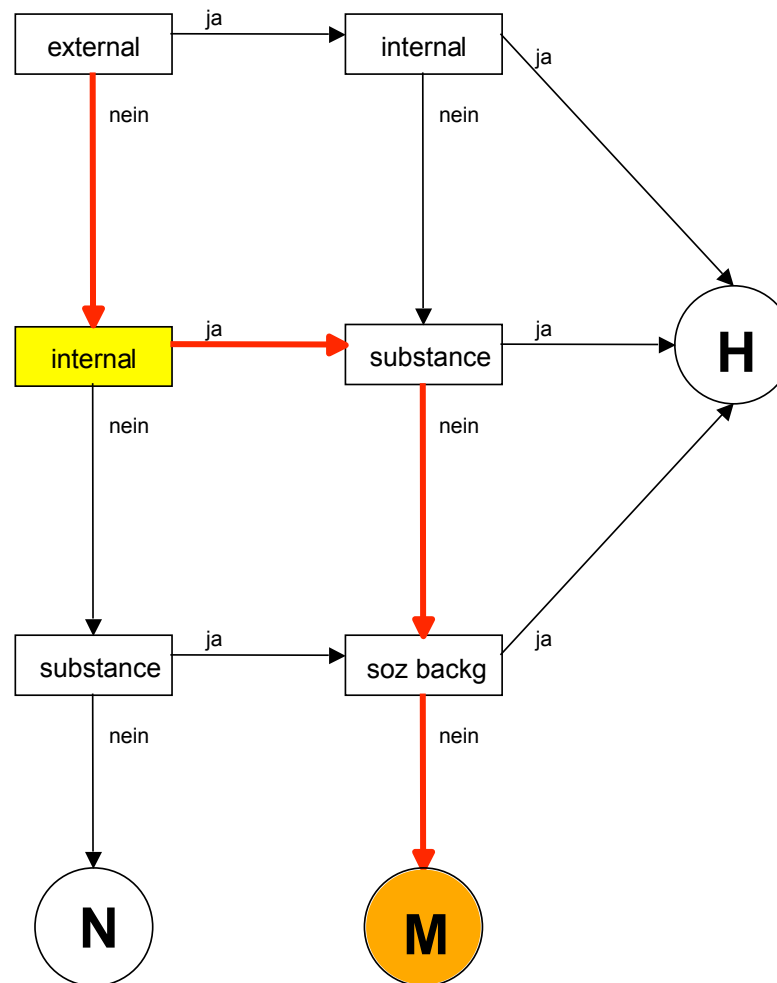 external
ja
internal
ja
nein
nein
internal
ja
substance
ja
H
nein
nein
substance
ja
soz backg
ja
nein
nein
N
M